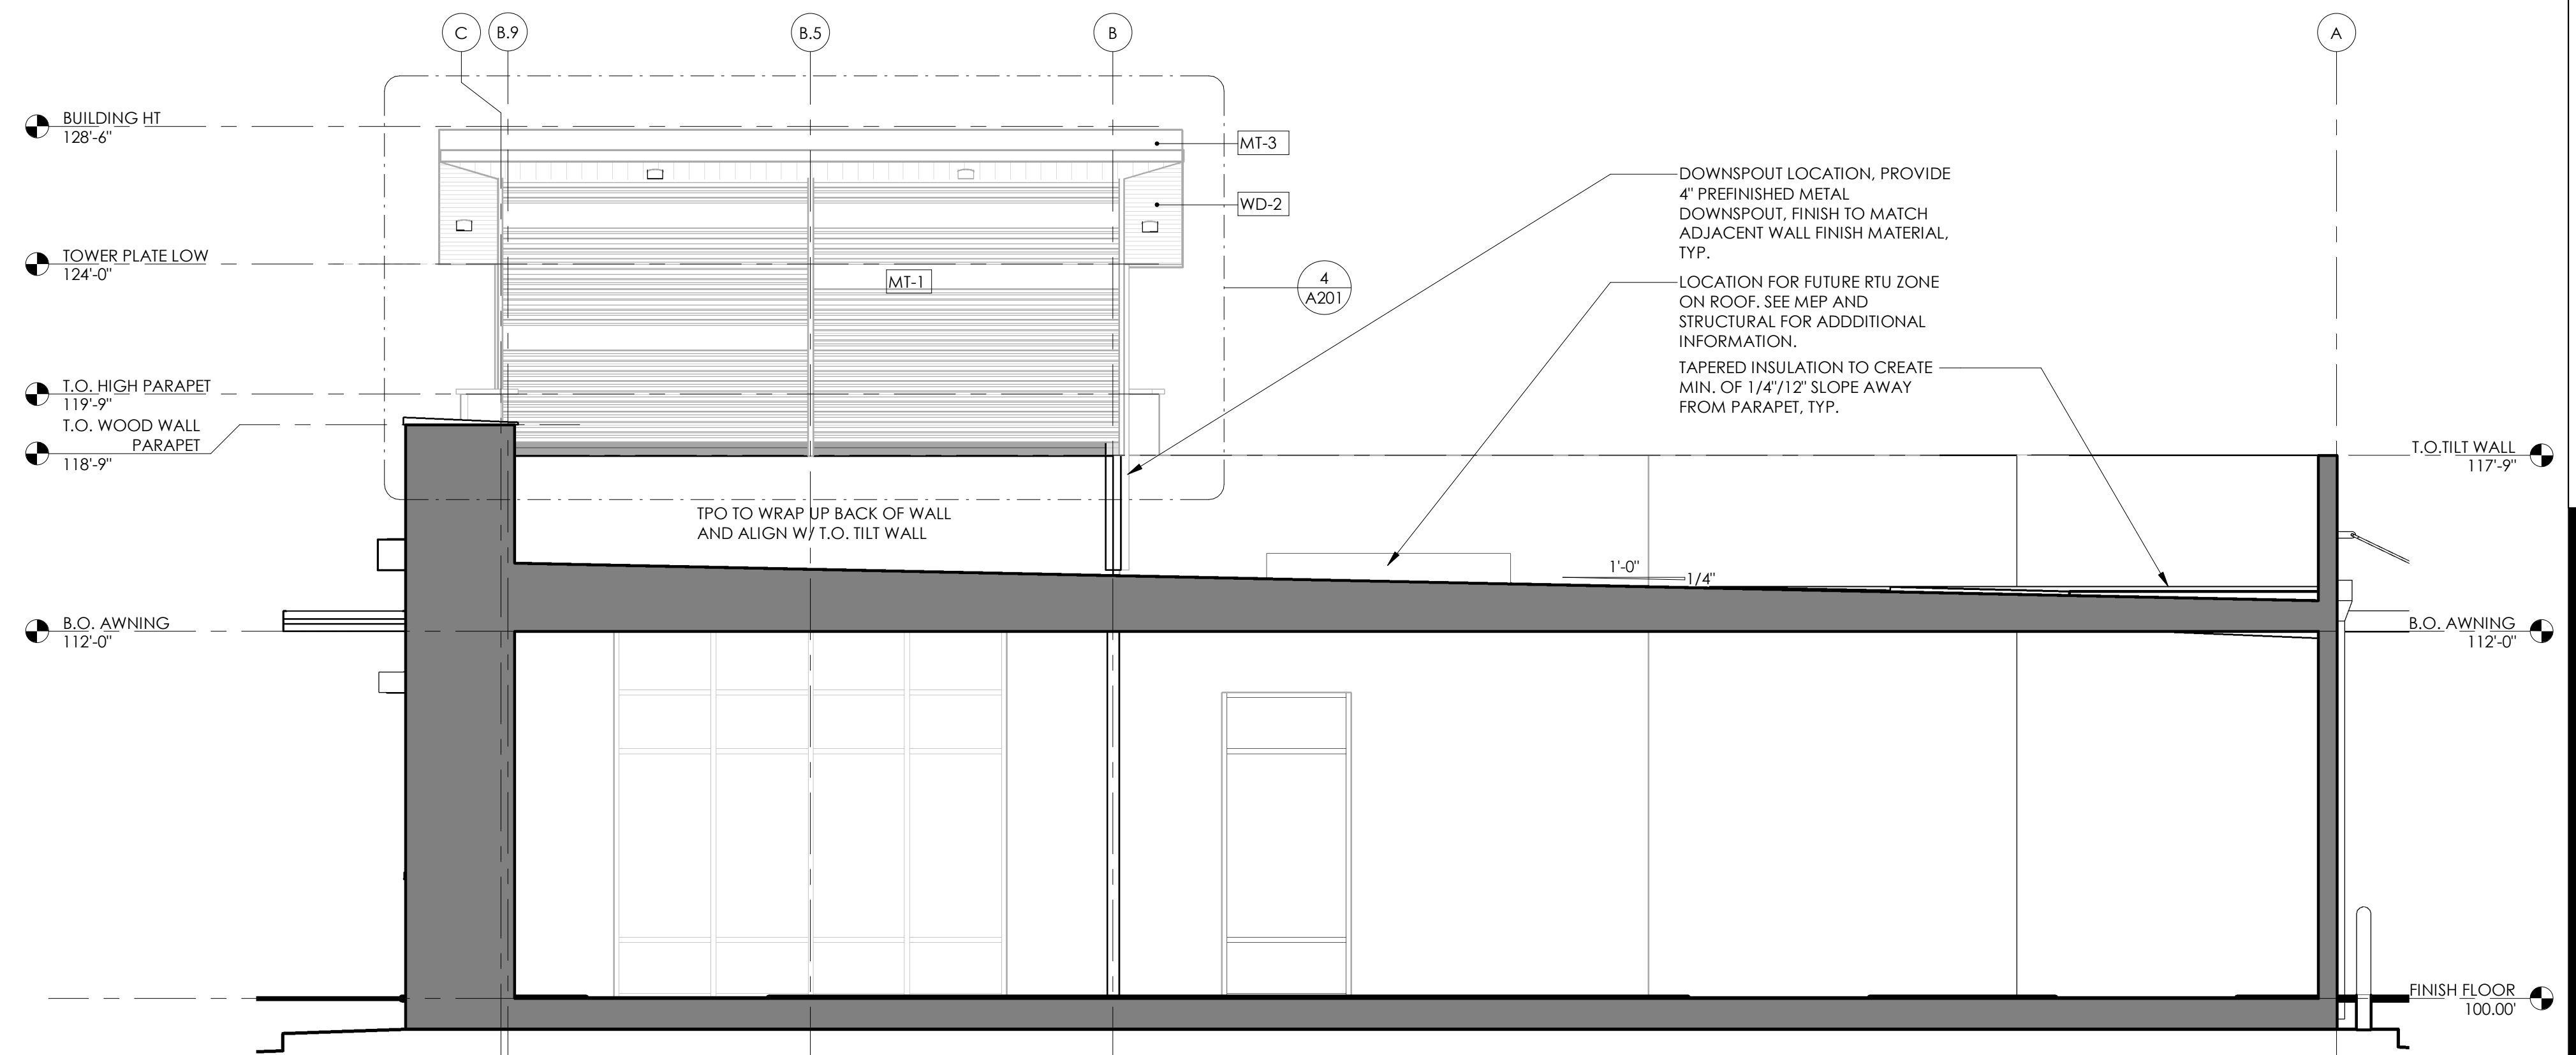 C
B.9
B.5
B
A
BUILDING HT
128'-6"
TOWER PLATE LOW
124'-0"
T.O. HIGH PARAPET
119'-9"
T.O. WOOD WALL
PARAPET
118'-9"
B.O. AWNING
112'-0"
MT-3
WD-2
MT-1
4
A201
DOWNSPOUT LOCATION, PROVIDE
4" PREFINISHED METAL
DOWNSPOUT, FINISH TO MATCH
ADJACENT WALL FINISH MATERIAL,
TYP.
LOCATION FOR FUTURE RTU ZONE
ON ROOF. SEE MEP AND
STRUCTURAL FOR ADDDITIONAL
INFORMATION.
TAPERED INSULATION TO CREATE
MIN. OF 1/4"/12" SLOPE AWAY
FROM PARAPET, TYP.
TPO TO WRAP UP BACK OF WALL
AND ALIGN W/ T.O. TILT WALL
1'-0"
1/4"
T.O.TILT WALL
117'-9"
B.O. AWNING
112'-0"
FINISH FLOOR
100.00'